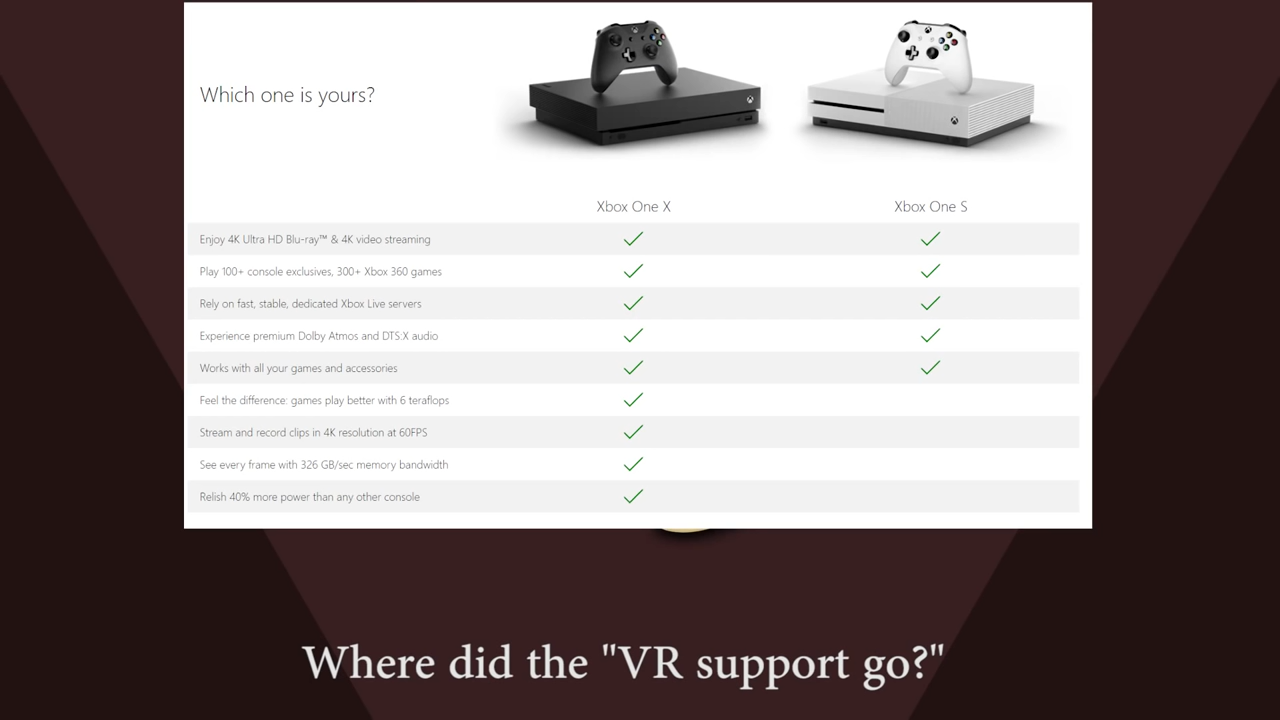 Which one is yours?
Xbox One X
Xbox One S
Enjoy 4K Ultra HD Blu-ray™ & 4K video streaming
Play 100+ console exclusives, 300+ Xbox 360 games
Rely on fast, stable, dedicated Xbox Live servers
Experience premium Dolby Atmos and DTS:X audio
Works with all your games and accessories
Feel the difference: games play better with 6 teraflops
Stream and record clips in 4K resolution at 60FPS
See every frame with 326 GB/sec memory bandwidth
Relish 40% more power than any other console
Where did the "VR support go?"